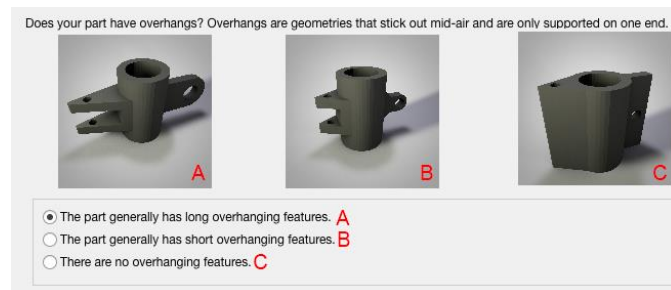 Does your part have overhangs? Overhangs are geometries that stick out mid-air and are only supported on one end.
A
B
C
The part generally has long overhanging features. A
The part generally has short overhanging features. B
There are no overhanging features. C